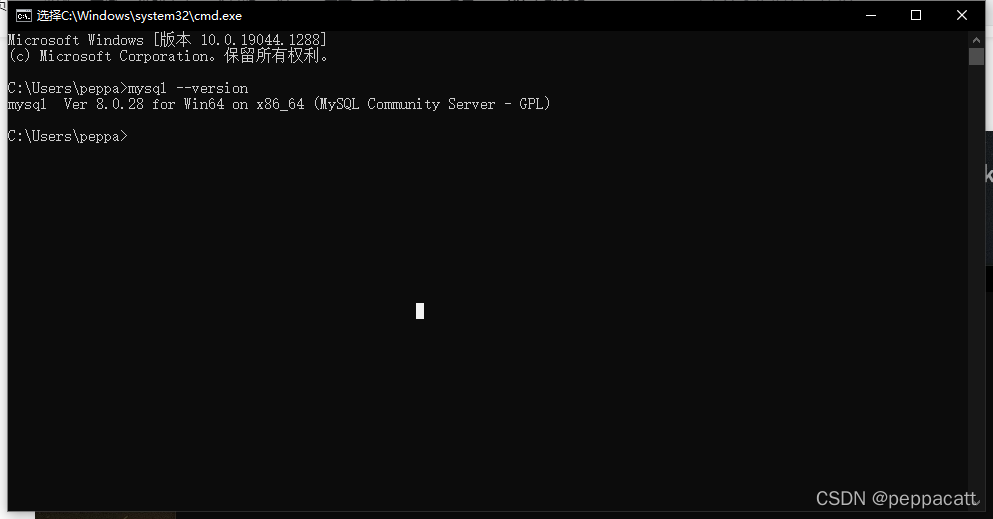 选择C:\Windows\system32\cmd.exe
Microsoft Windows [版本 10.0.19044.1288]
(c) Microsoft Corporation。保留所有权利。
C:\Users\peppa>mysql --version
mysql  Ver 8.0.28 for Win64 on x86_64 (MySQL Community Server - GPL)
C:\Users\peppa>
k
CSDN @peppacatt